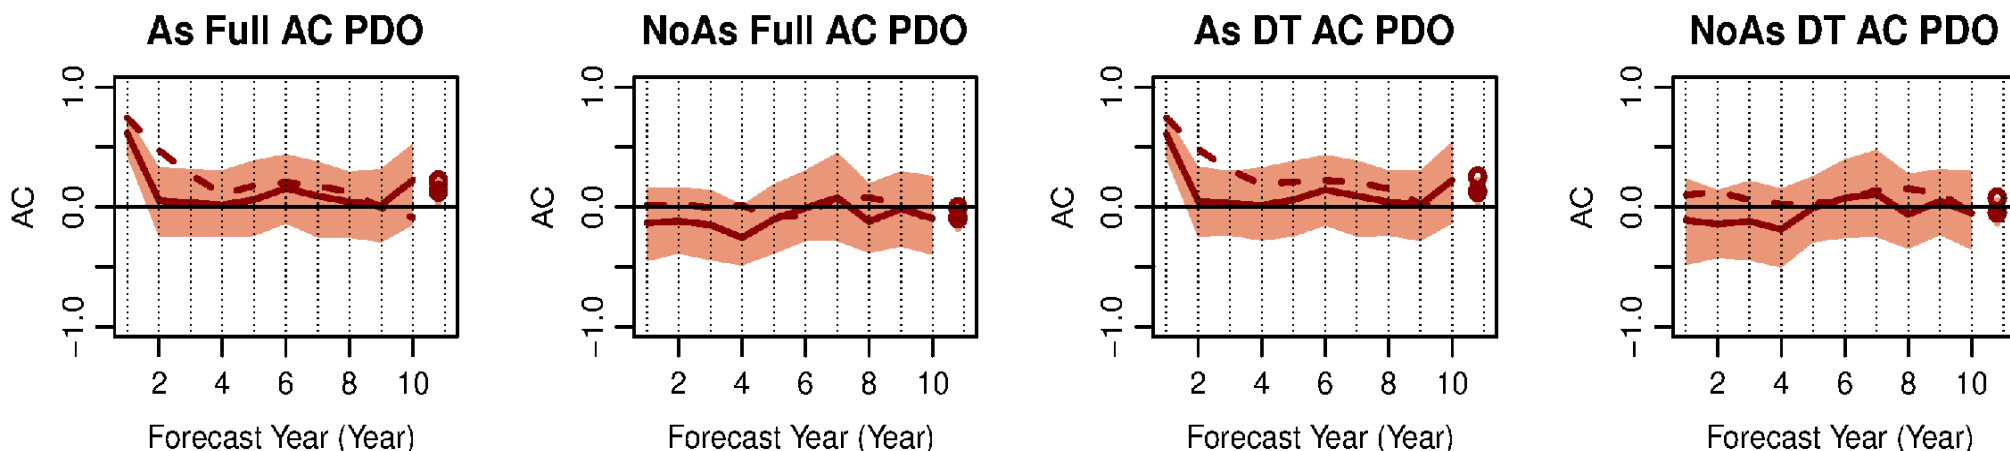 As Full AC PDO
NoAs Full AC PDO
As DT AC PDO
NoAs DT AC PDO
AC
1.0
0.0
-1.0
2 4 6 8 10
Forecast Year (Year)
AC
1.0
0.0
-1.0
2 4 6 8 10
Forecast Year (Year)
AC
1.0
0.0
-1.0
2 4 6 8 10
Forecast Year (Year)
AC
1.0
0.0
-1.0
2 4 6 8 10
Forecast Year (Year)